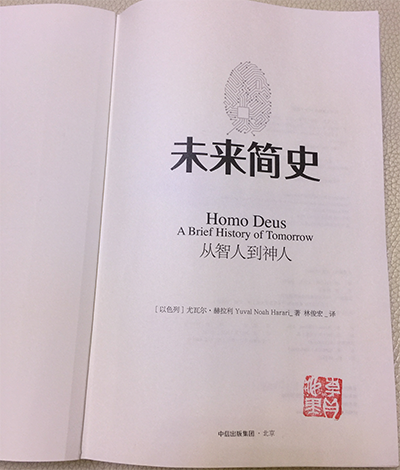 未来简史
Homo Deus
A Brief History of Tomorrow
从智人到神人
[以色列] 尤瓦尔·赫拉利 Yuval Noah Harari_著 林俊宏_译
中信出版集团·北京